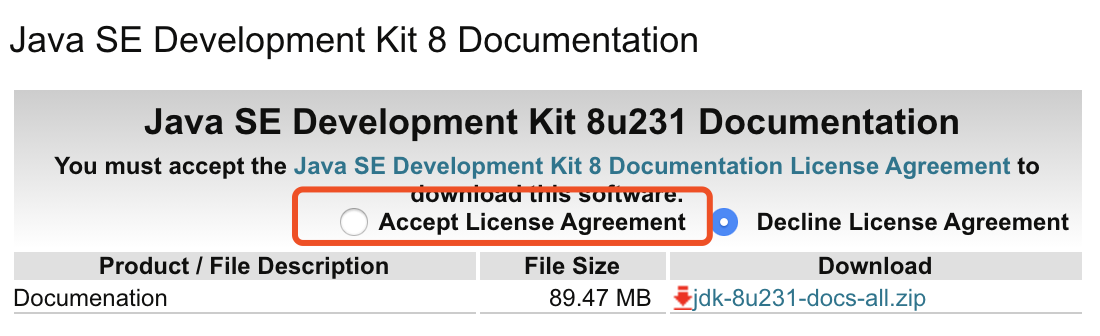 Java SE Development Kit 8 Documentation
Java SE Development Kit 8u231 Documentation
You must accept the Java SE Development Kit 8 Documentation License Agreement to
download this software.
Accept License Agreement Decline License Agreement
Product / File Description File Size Download
Documenation 89.47 MB jdk-8u231-docs-all.zip